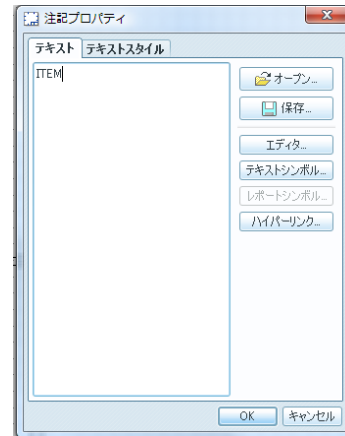 注記プロパティ
テキスト テキストスタイル
ITEM
オープン...
保存...
エディタ...
テキストシンボル...
レポートシンボル...
ハイパーリンク...
OK キャンセル